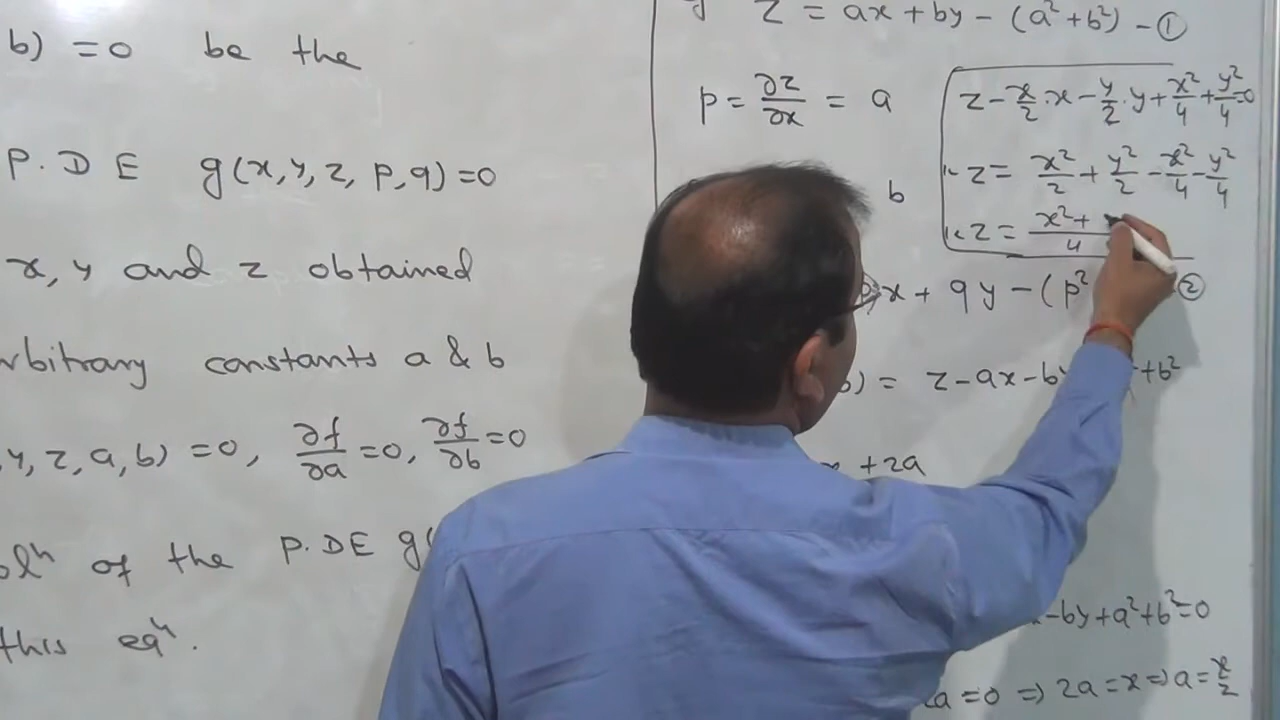 b) = 0 be the
P. D E g(x, y, z, p, q) = 0
x, y and z obtained
constants a & b
y, z, a, b) = 0, ∂f/∂a = 0, ∂f/∂b = 0
of the P. DE g(
this eqⁿ.
z = ax + by - (a² + b²) - ①
p = ∂z/∂x = a
b
z - x/2 · x - y/2 · y + x²/4 + y²/4 = 0
z = x²/2 + y²/2 - x²/4 - y²/4
z = x² + / 4
x + qy - (p² ②
b) = z - ax - b + b²
+ 2a
- by + a² + b² = 0
2a = 0 ⇒ 2a = x ⇒ a = x/2